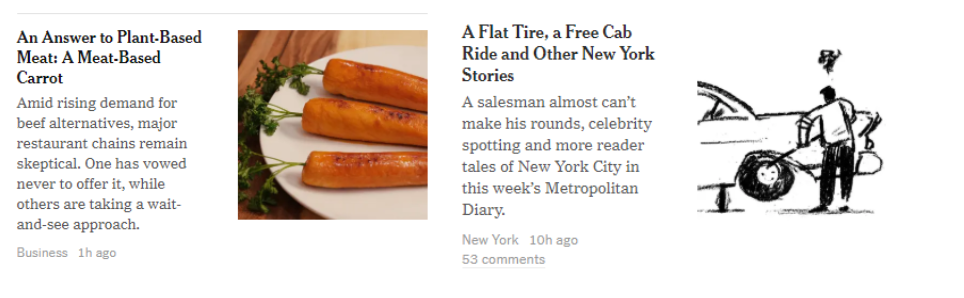 An Answer to Plant-Based
Meat: A Meat-Based
Carrot
Amid rising demand for
beef alternatives, major
restaurant chains remain
skeptical. One has vowed
never to offer it, while
others are taking a wait-
and-see approach.
Business 1h ago
A Flat Tire, a Free Cab
Ride and Other New York
Stories
A salesman almost can’t
make his rounds, celebrity
spotting and more reader
tales of New York City in
this week’s Metropolitan
Diary.
New York 10h ago
53 comments